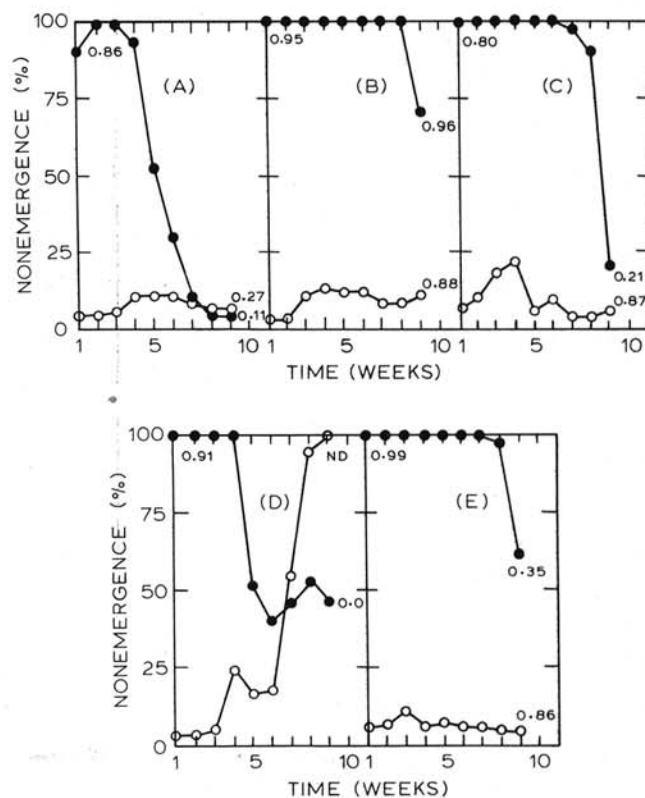 NONEMERGENCE (%)
100
75
50
25
0
0.86
(A)
0.27
0.11
1 5 10
0.95
(B)
0.96
0.88
1 5 10
0.80
(C)
0.21
0.87
1 5 10
TIME (WEEKS)
NONEMERGENCE (%)
100
75
50
25
0
0.91
(D)
ND
0.0
1 5 10
0.99
(E)
0.35
0.86
1 5 10
TIME (WEEKS)